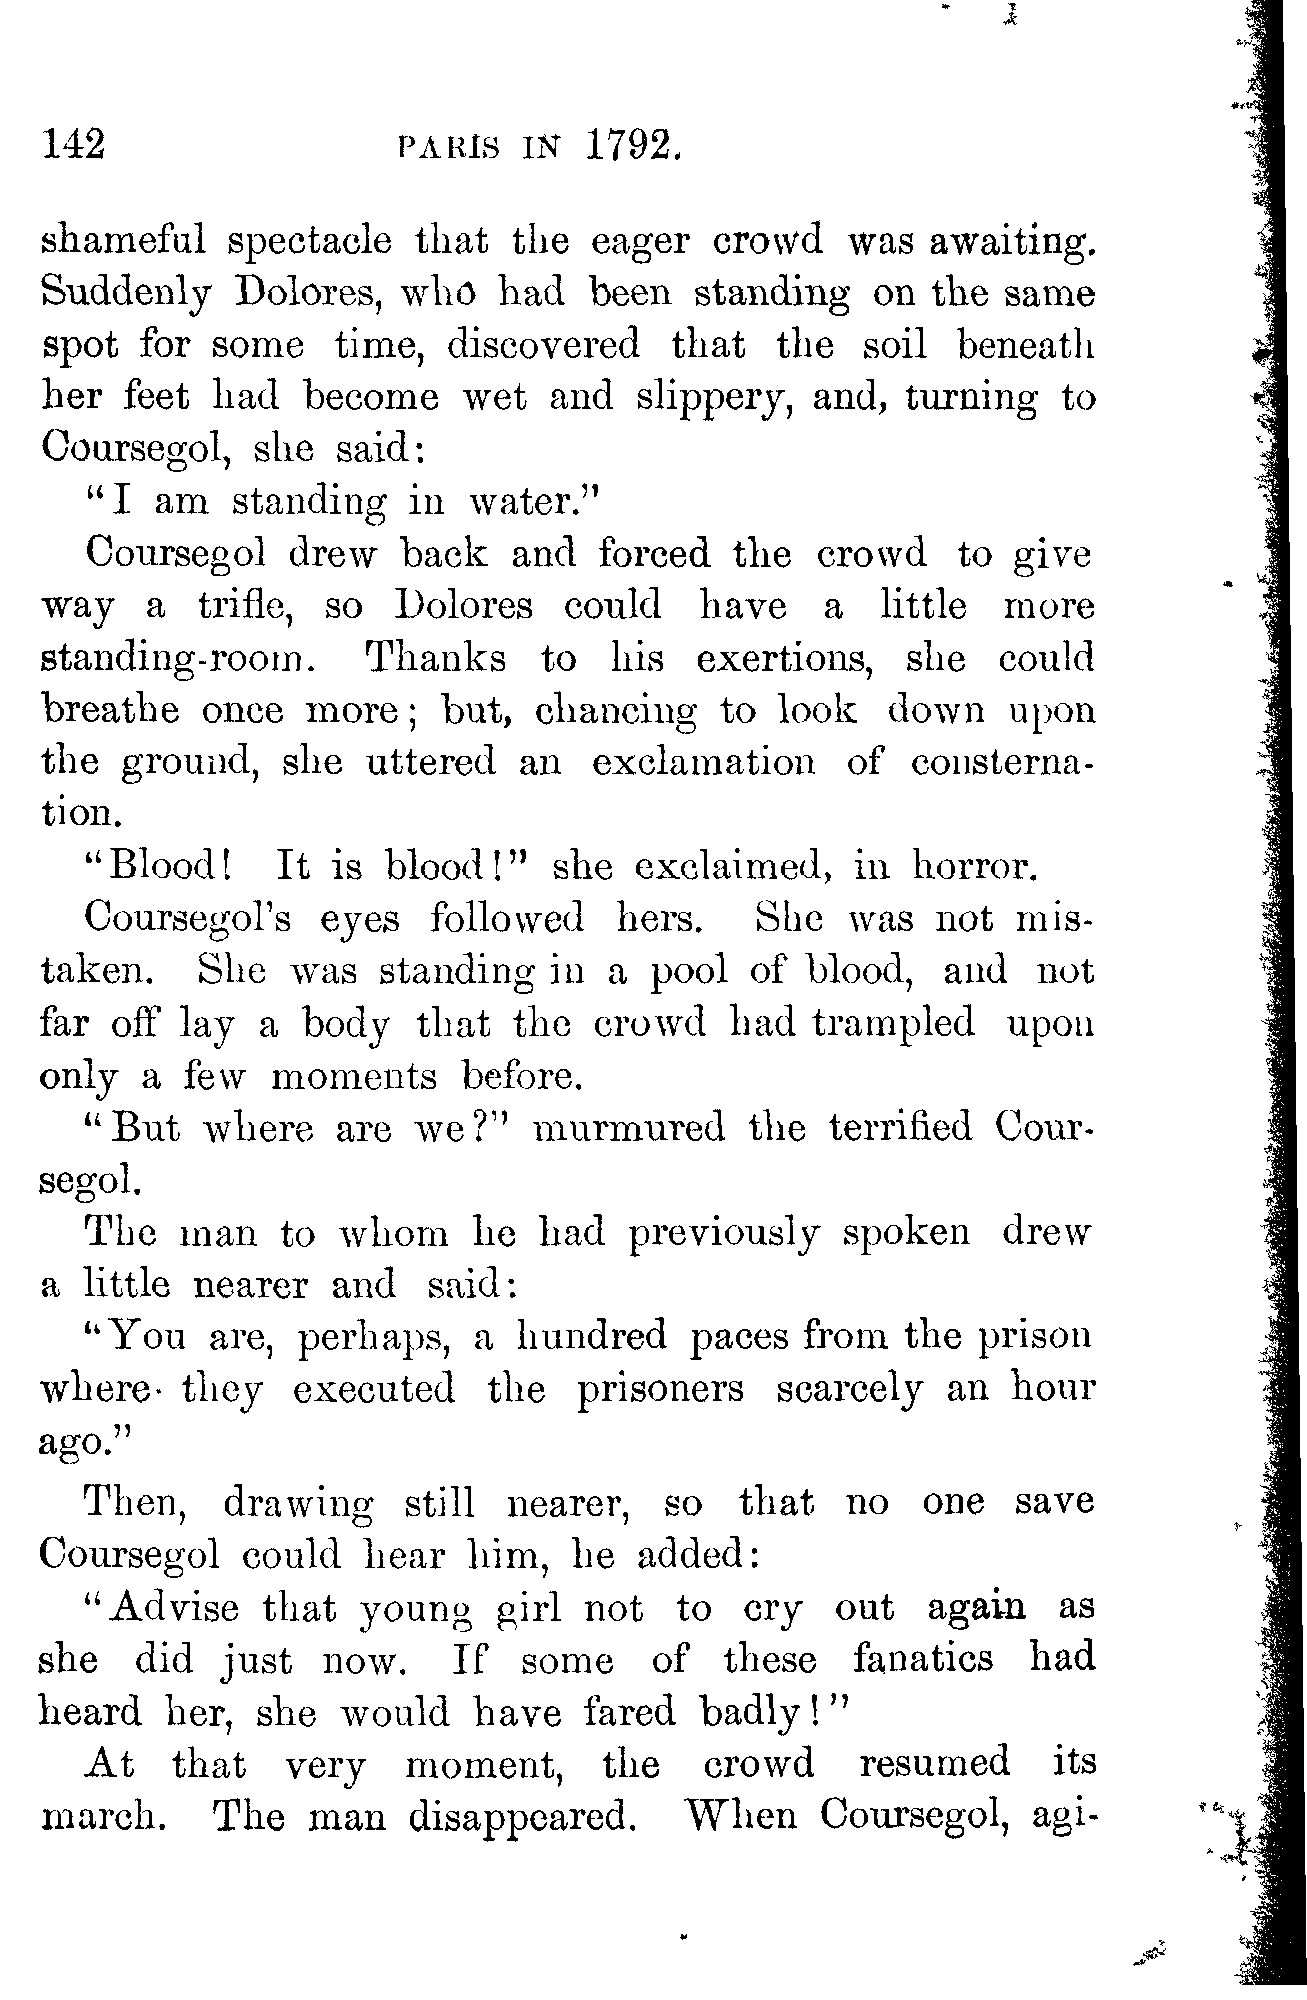 142 PARIS IN 1792.
shameful spectacle that the eager crowd was awaiting.
Suddenly Dolores, who had been standing on the same
spot for some time, discovered that the soil beneath
her feet had become wet and slippery, and, turning to
Coursegol, she said:
"I am standing in water."
Coursegol drew back and forced the crowd to give
way a trifle, so Dolores could have a little more
standing-room. Thanks to his exertions, she could
breathe once more; but, chancing to look down upon
the ground, she uttered an exclamation of consterna-
tion.
"Blood! It is blood!" she exclaimed, in horror.
Coursegol's eyes followed hers. She was not mis-
taken. She was standing in a pool of blood, and not
far off lay a body that the crowd had trampled upon
only a few moments before.
"But where are we?" murmured the terrified Cour-
segol.
The man to whom he had previously spoken drew
a little nearer and said:
"You are, perhaps, a hundred paces from the prison
where they executed the prisoners scarcely an hour
ago."
Then, drawing still nearer, so that no one save
Coursegol could hear him, he added:
"Advise that young girl not to cry out again as
she did just now. If some of these fanatics had
heard her, she would have fared badly!"
At that very moment, the crowd resumed its
march. The man disappeared. When Coursegol, agi-